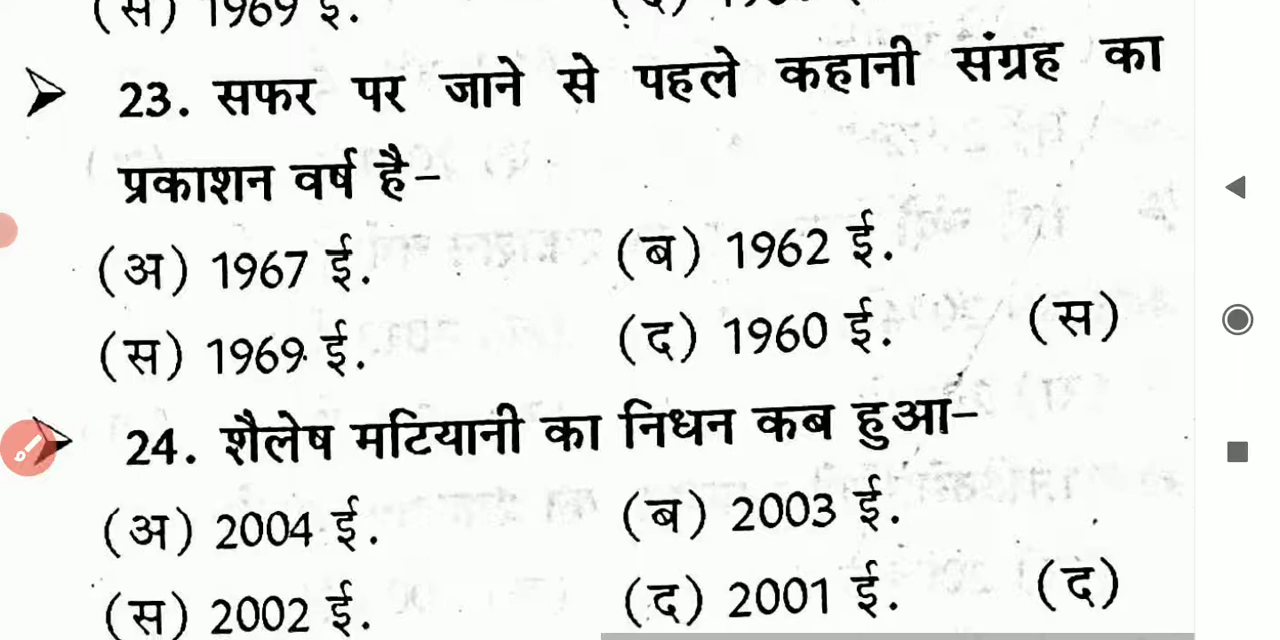 (स) 1969 ई.
23. सफर पर जाने से पहले कहानी संग्रह का
प्रकाशन वर्ष है-
(अ) 1967 ई. (ब) 1962 ई.
(स) 1969 ई. (द) 1960 ई. (स)
24. शैलेष मटियानी का निधन कब हुआ-
(अ) 2004 ई. (ब) 2003 ई.
(स) 2002 ई. (द) 2001 ई. (द)